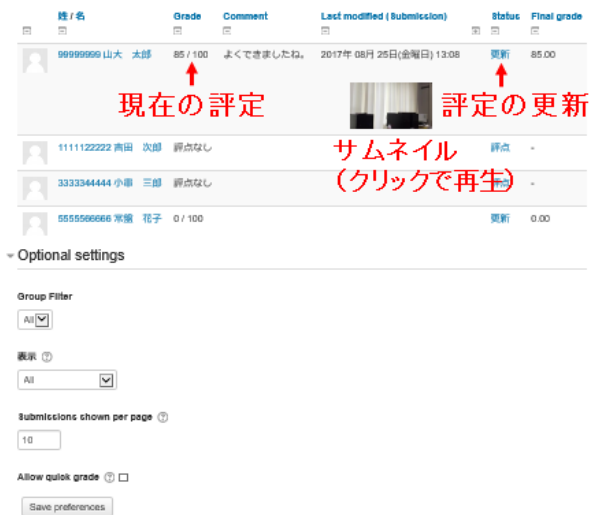 姓 / 名 Grade Comment Last modified (Submission) Status Final grade
99999999 山大 太郎 85 / 100 よくできましたね。 2017年 08月 25日(金曜日) 13:08 更新 85.00
現在の評定 評定の更新
1111122222 吉田 次郎 評点なし 評点 -
サムネイル
(クリックで再生)
3333344444 小串 三郎 評点なし 評点 -
5555566666 常盤 花子 0 / 100 更新 0.00
Optional settings
Group Filter
All
表示
All
Submissions shown per page
10
Allow quick grade
Save preferences